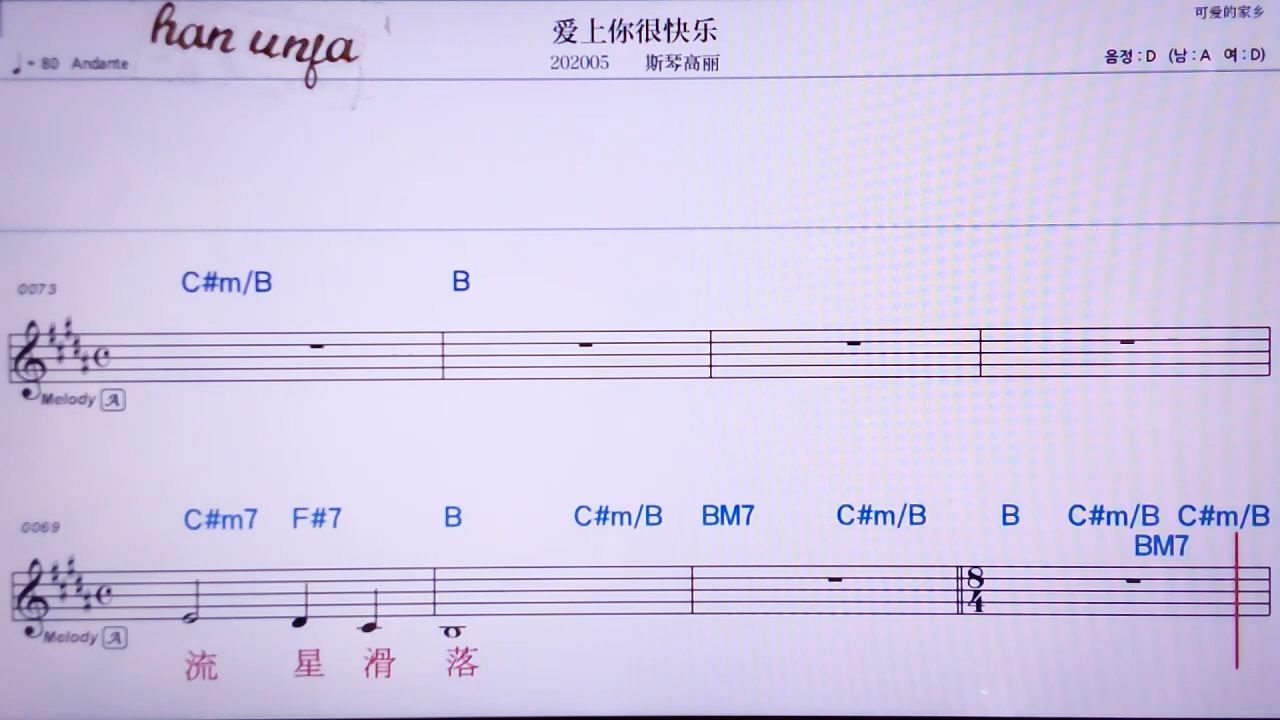 han unfa
♩ = 80 Andante
爱上你很快乐
202005 斯琴高丽
可爱的家乡
음정 : D (남 : A 여 : D)
0073
C#m/B B
Melody A
0069
C#m7 F#7 B C#m/B BM7 C#m/B B C#m/B C#m/B
BM7
8
4
Melody A
流 星 滑 落